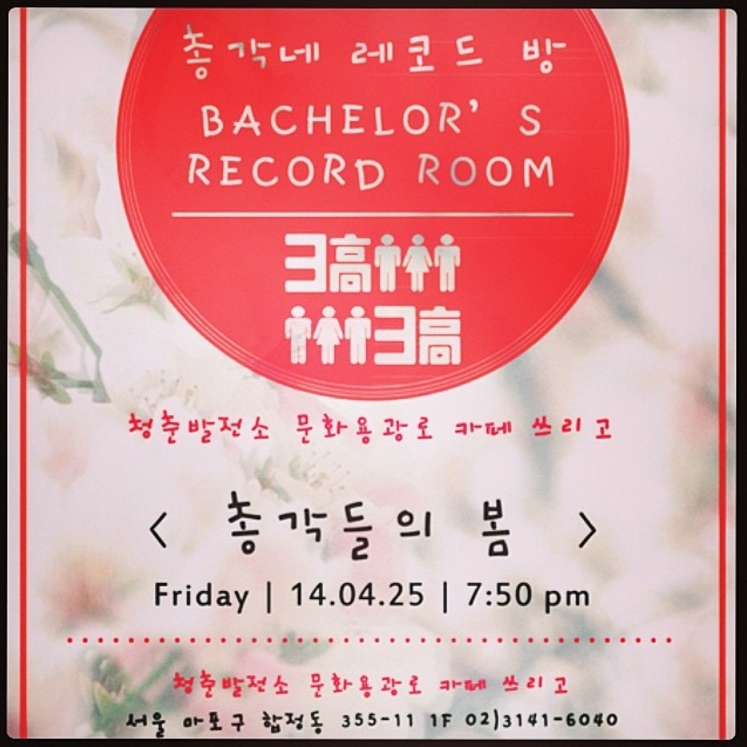 총각네 레코드 방
BACHELOR'S
RECORD ROOM
3高
3高
청춘발전소 문화용광로 카페 쓰리고
< 총각들의 봄 >
Friday | 14.04.25 | 7:50 pm
청춘발전소 문화용광로 카페 쓰리고
서울 마포구 합정동 355-11 1F 02)3141-6040